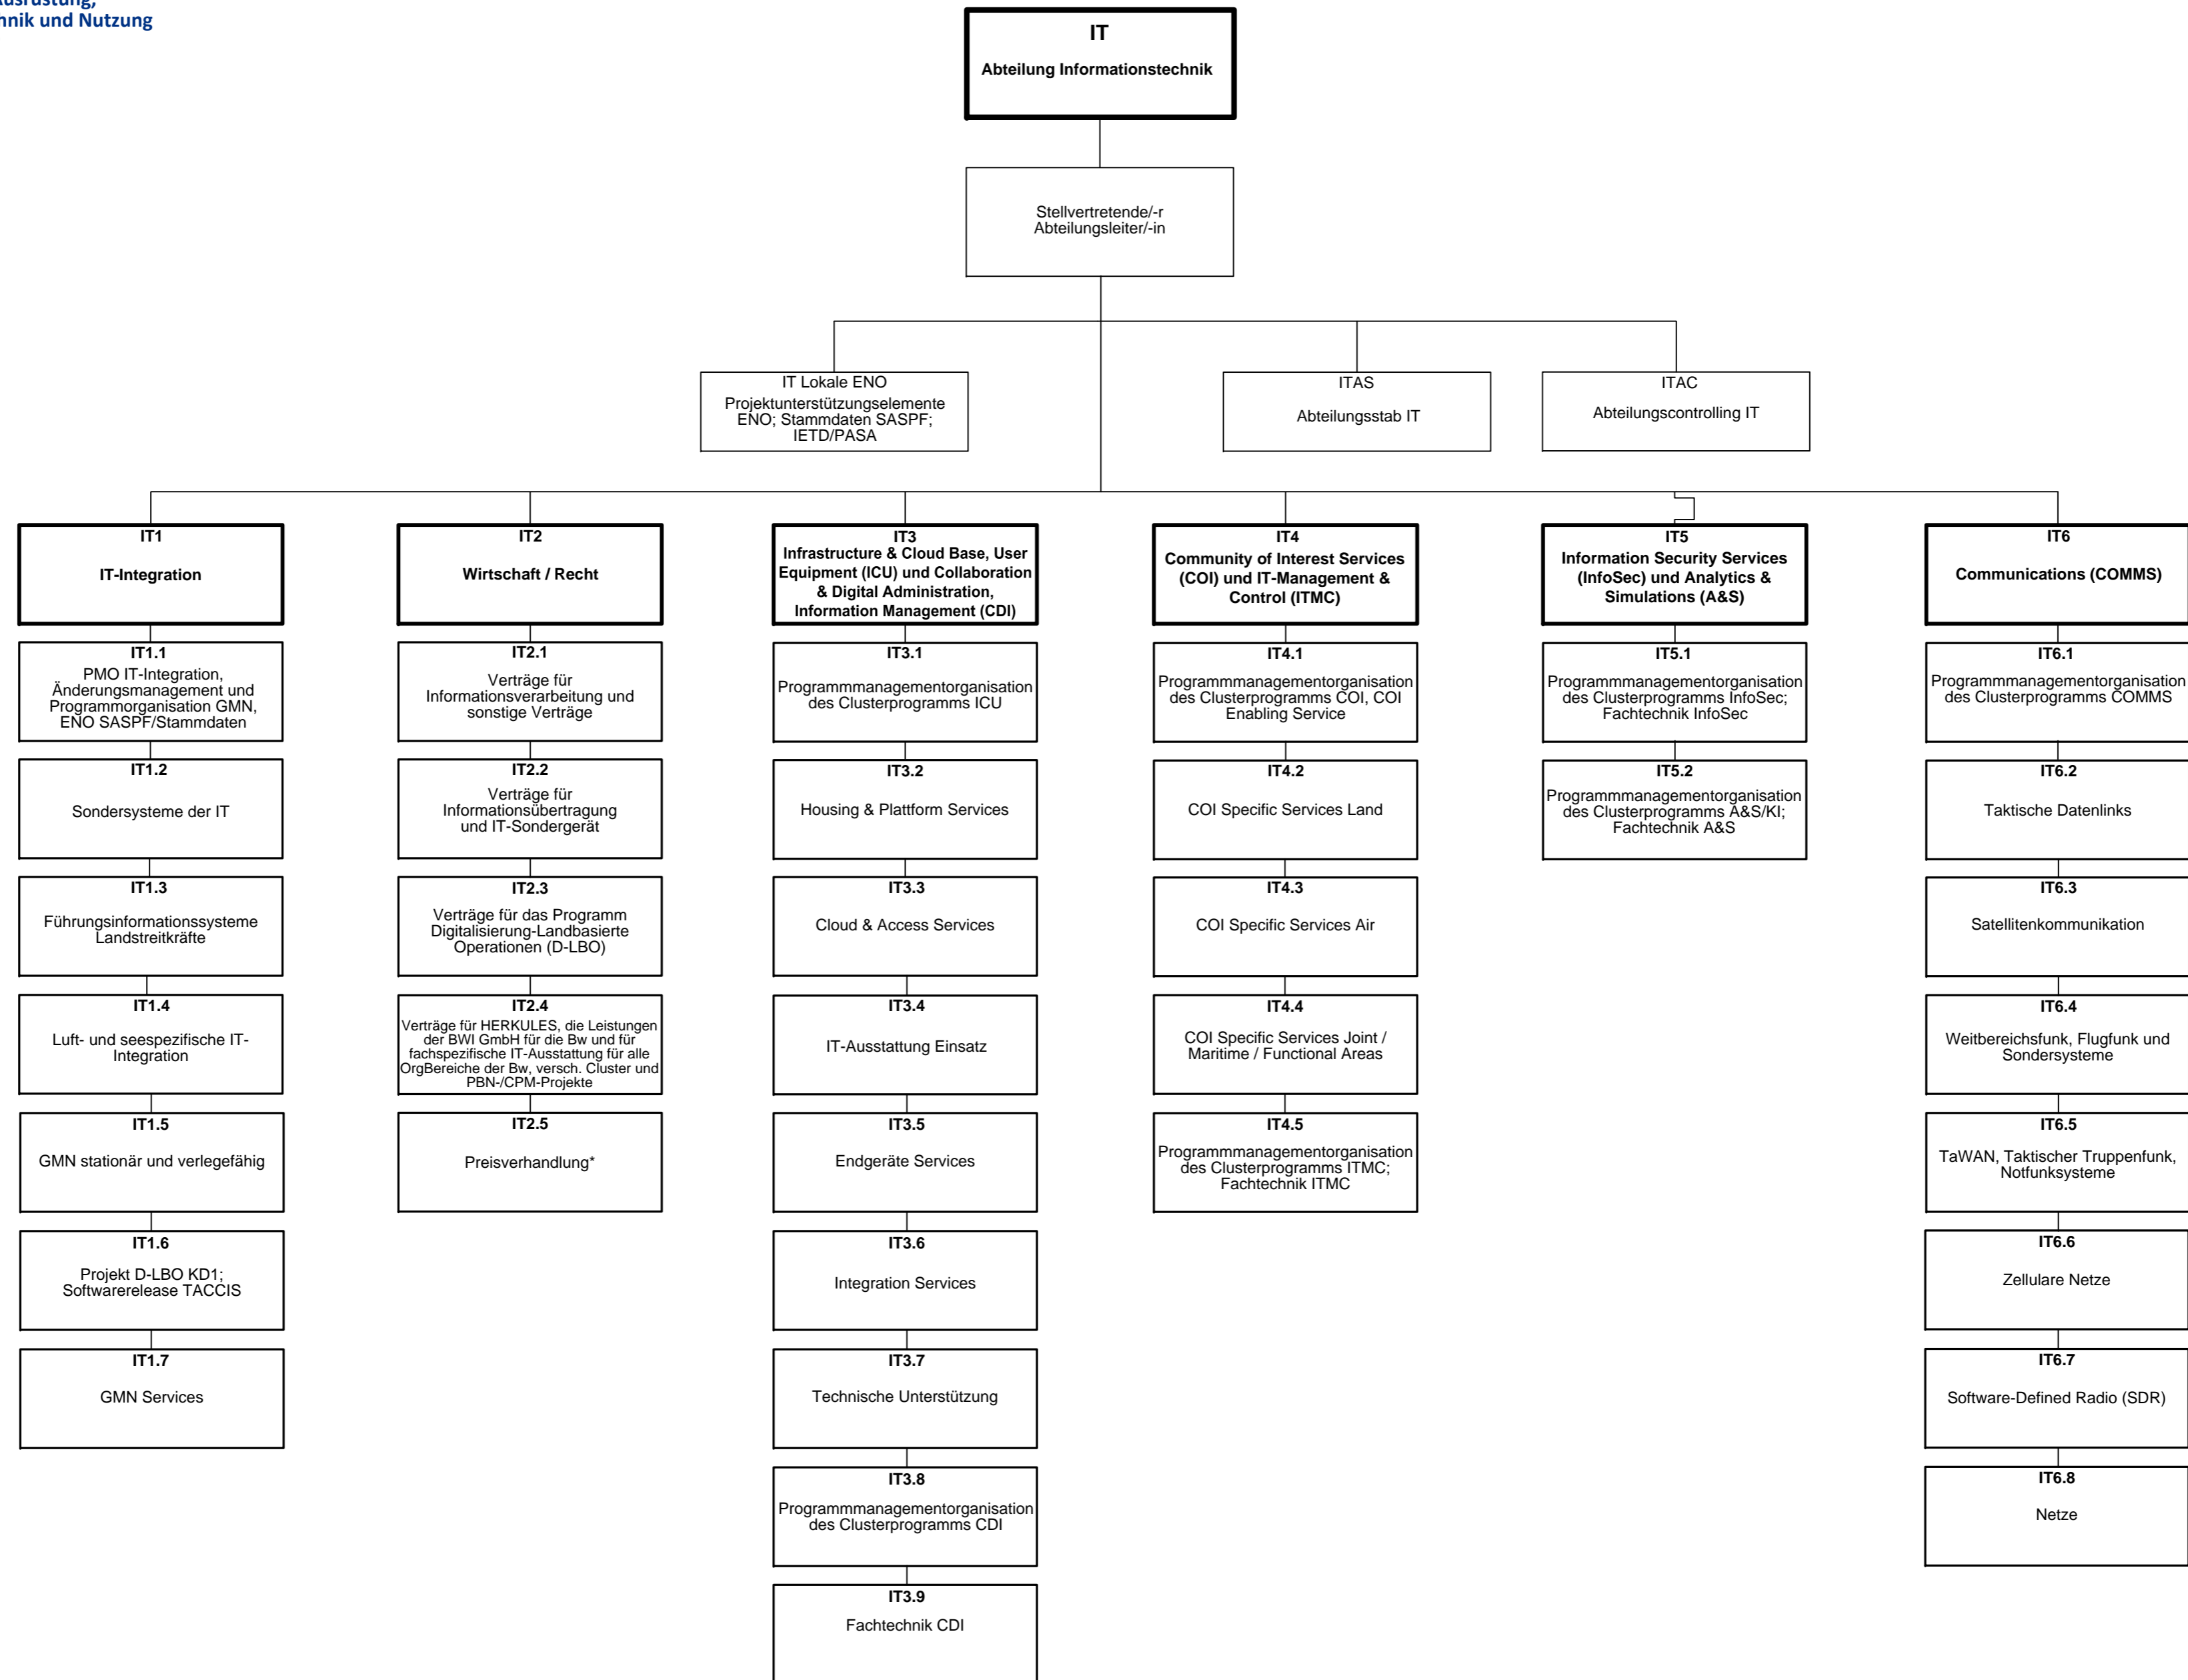 Technik und Nutzung
IT
Abteilung Informationstechnik
Stellvertretende/-r
Abteilungsleiter/-in
IT Lokale ENO
Projektunterstützungselemente
ENO; Stammdaten SASPF;
IETD/PASA
ITAS
Abteilungsstab IT
ITAC
Abteilungscontrolling IT
IT1
IT-Integration
IT1.1
PMO IT-Integration,
Änderungsmanagement und
Programmorganisation GMN,
ENO SASPF/Stammdaten
IT1.2
Sondersysteme der IT
IT1.3
Führungsinformationssysteme
Landstreitkräfte
IT1.4
Luft- und seespezifische IT-
Integration
IT1.5
GMN stationär und verlegefähig
IT1.6
Projekt D-LBO KD1;
Softwarerelease TACCIS
IT1.7
GMN Services
IT2
Wirtschaft / Recht
IT2.1
Verträge für
Informationsverarbeitung und
sonstige Verträge
IT2.2
Verträge für
Informationsübertragung
und IT-Sondergerät
IT2.3
Verträge für das Programm
Digitalisierung-Landbasierte
Operationen (D-LBO)
IT2.4
Verträge für HERKULES, die Leistungen
der BWI GmbH für die Bw und für
fachspezifische IT-Ausstattung für alle
OrgBereiche der Bw, versch. Cluster und
PBN-/CPM-Projekte
IT2.5
Preisverhandlung*
IT3
Infrastructure & Cloud Base, User
Equipment (ICU) und Collaboration
& Digital Administration,
Information Management (CDI)
IT3.1
Programmmanagementorganisation
des Clusterprogramms ICU
IT3.2
Housing & Plattform Services
IT3.3
Cloud & Access Services
IT3.4
IT-Ausstattung Einsatz
IT3.5
Endgeräte Services
IT3.6
Integration Services
IT3.7
Technische Unterstützung
IT3.8
Programmmanagementorganisation
des Clusterprogramms CDI
IT3.9
Fachtechnik CDI
IT4
Community of Interest Services
(COI) und IT-Management &
Control (ITMC)
IT4.1
Programmmanagementorganisation
des Clusterprogramms COI, COI
Enabling Service
IT4.2
COI Specific Services Land
IT4.3
COI Specific Services Air
IT4.4
COI Specific Services Joint /
Maritime / Functional Areas
IT4.5
Programmmanagementorganisation
des Clusterprogramms ITMC;
Fachtechnik ITMC
IT5
Information Security Services
(InfoSec) und Analytics &
Simulations (A&S)
IT5.1
Programmmanagementorganisation
des Clusterprogramms InfoSec;
Fachtechnik InfoSec
IT5.2
Programmmanagementorganisation
des Clusterprogramms A&S/KI;
Fachtechnik A&S
IT6
Communications (COMMS)
IT6.1
Programmmanagementorganisation
des Clusterprogramms COMMS
IT6.2
Taktische Datenlinks
IT6.3
Satellitenkommunikation
IT6.4
Weitbereichsfunk, Flugfunk und
Sondersysteme
IT6.5
TaWAN, Taktischer Truppenfunk,
Notfunksysteme
IT6.6
Zellulare Netze
IT6.7
Software-Defined Radio (SDR)
IT6.8
Netze